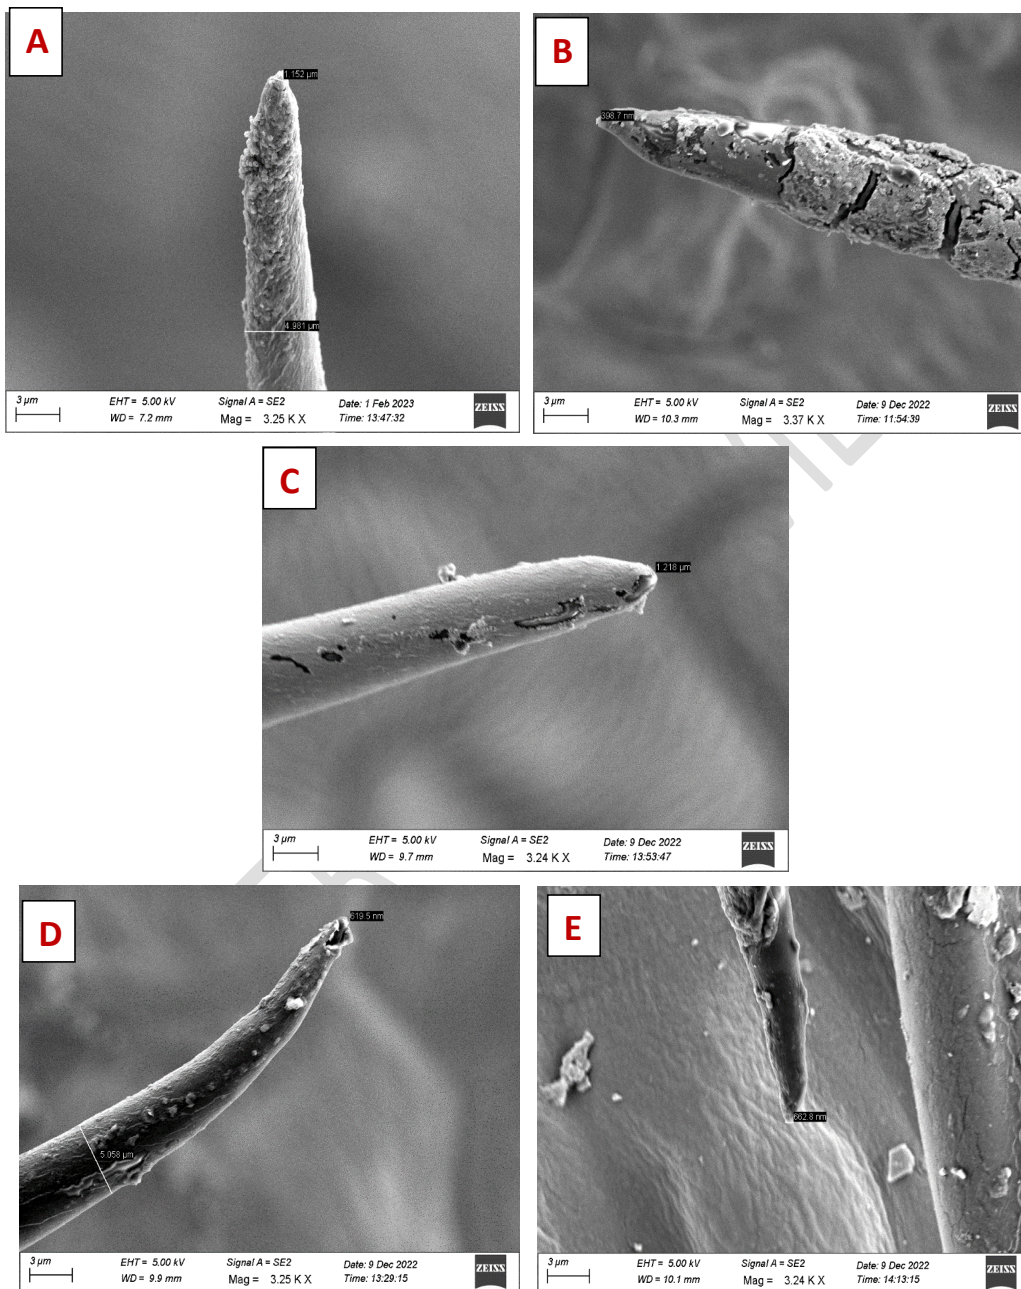 A
1.152 µm
4.981 µm
3 µm
EHT = 5.00 kV
Signal A = SE2
Date: 1 Feb 2023
WD = 7.2 mm
Mag = 3.25 K X
Time: 13:47:32
ZEISS
B
398.7 nm
3 µm
EHT = 5.00 kV
Signal A = SE2
Date: 9 Dec 2022
WD = 10.3 mm
Mag = 3.37 K X
Time: 11:54:39
ZEISS
C
1.218 µm
3 µm
EHT = 5.00 kV
Signal A = SE2
Date: 9 Dec 2022
WD = 9.7 mm
Mag = 3.24 K X
Time: 13:53:47
ZEISS
D
619.5 nm
5.058 µm
3 µm
EHT = 5.00 kV
Signal A = SE2
Date: 9 Dec 2022
WD = 9.9 mm
Mag = 3.25 K X
Time: 13:29:15
ZEISS
E
662.8 nm
3 µm
EHT = 5.00 kV
Signal A = SE2
Date: 9 Dec 2022
WD = 10.1 mm
Mag = 3.24 K X
Time: 14:13:15
ZEISS